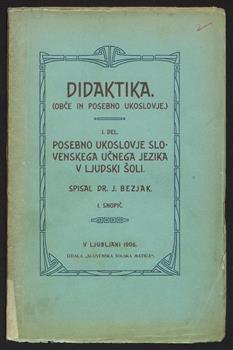 2
DIDAKTIKA.
(OBČE IN POSEBNO UKOSLOVJE.)
I. DEL.
POSEBNO UKOSLOVJE SLO-
VENSKEGA UČNEGA JEZIKA
V LJUDSKI ŠOLI.
SPISAL DR. J. BEZJAK.
I. SNOPIČ.
V LJUBLJANI 1906.
IZDALA „SLOVENSKA ŠOLSKA MATICA“.